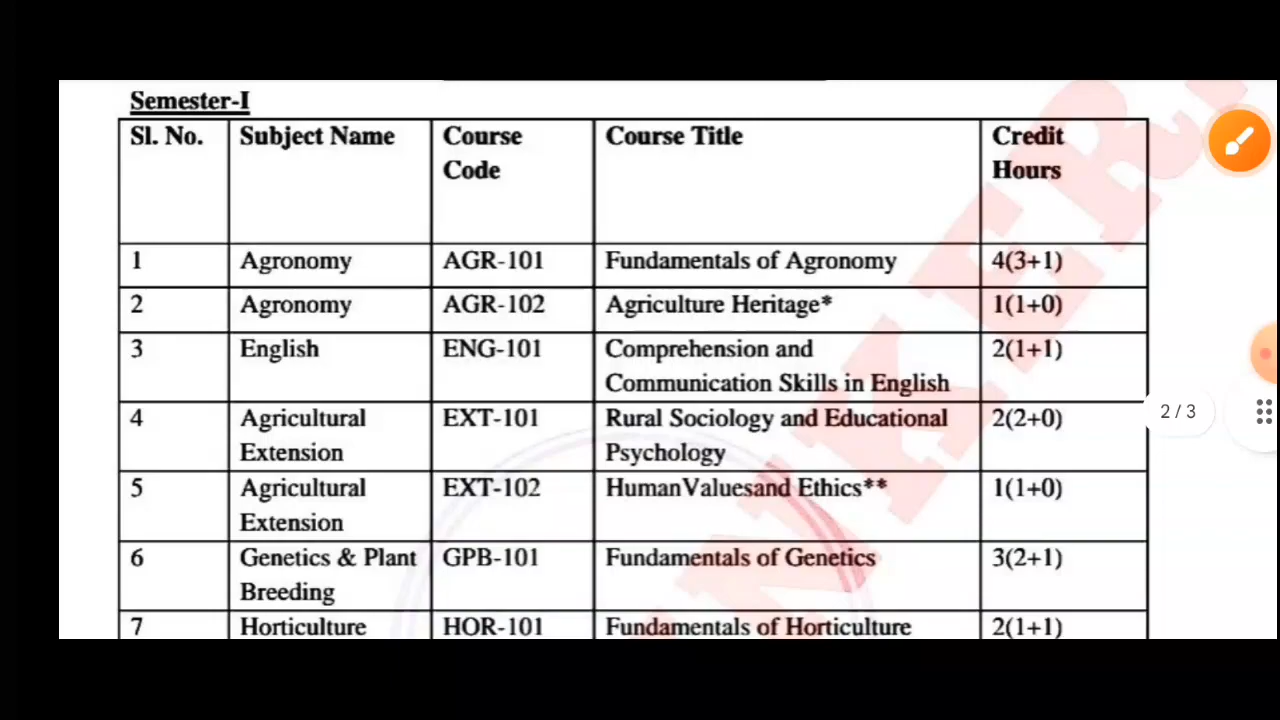 Semester-I
Sl. No. Subject Name Course Code Course Title Credit Hours
1 Agronomy AGR-101 Fundamentals of Agronomy 4(3+1)
2 Agronomy AGR-102 Agriculture Heritage* 1(1+0)
3 English ENG-101 Comprehension and Communication Skills in English 2(1+1)
4 Agricultural Extension EXT-101 Rural Sociology and Educational Psychology 2(2+0)
5 Agricultural Extension EXT-102 HumanValuesand Ethics** 1(1+0)
6 Genetics & Plant Breeding GPB-101 Fundamentals of Genetics 3(2+1)
7 Horticulture HOR-101 Fundamentals of Horticulture 2(1+1)
2 / 3